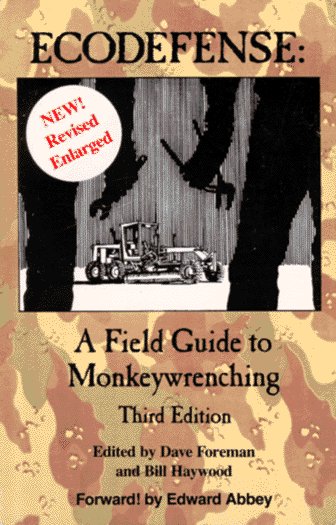 ECODEFENSE:
NEW!
Revised
Enlarged
A Field Guide to
Monkeywrenching
Third Edition
Edited by Dave Foreman
and Bill Haywood
Forward! by Edward Abbey